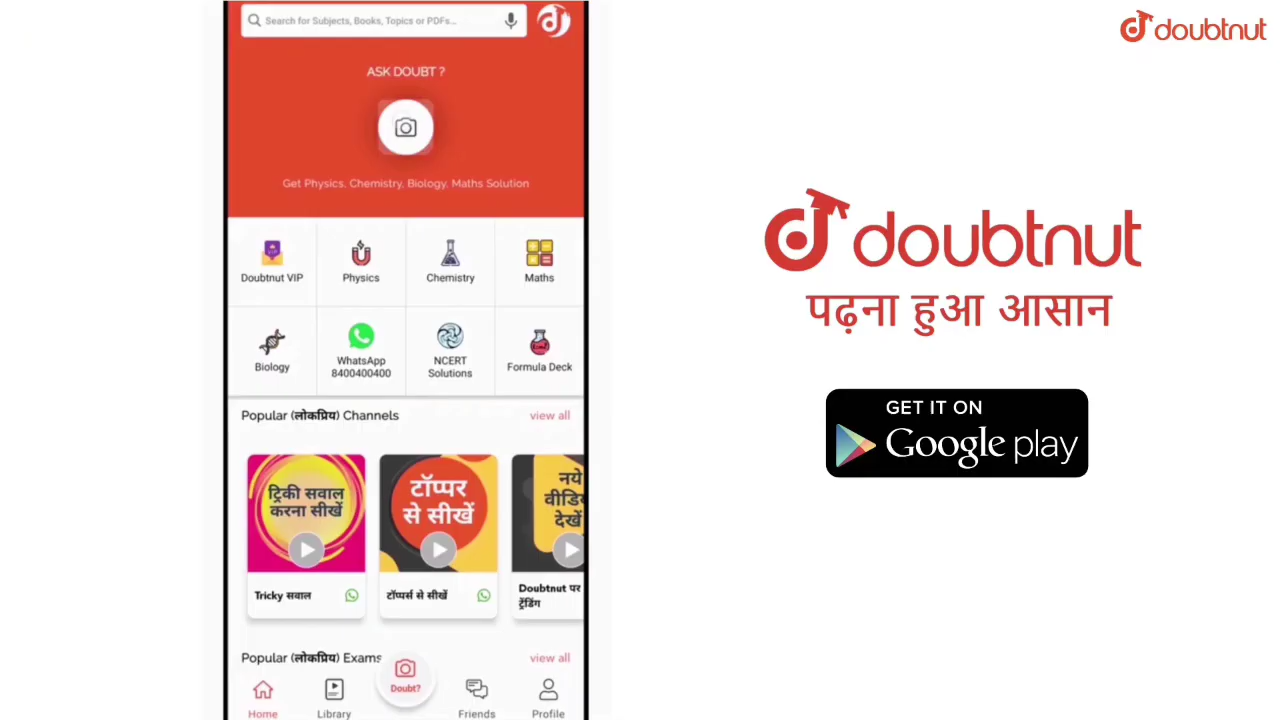 Search for Subjects, Books, Topics or PDFs...
doubtnut
ASK DOUBT ?
Get Physics, Chemistry, Biology, Maths Solution
Doubtnut VIP
Physics
Chemistry
Maths
Biology
WhatsApp
8400400400
NCERT
Solutions
Formula Deck
Popular (लोकप्रिय) Channels
view all
ट्रिकी सवाल
करना सीखें
टॉप्पर
से सीखें
नये
वीडि
देखें
Tricky सवाल
टॉप्पर्स से सीखें
Doubtnut पर
ट्रेंडिंग
Popular (लोकप्रिय) Exams
view all
Doubt?
Home
Library
Friends
Profile
doubtnut
पढ़ना हुआ आसान
GET IT ON
Google play